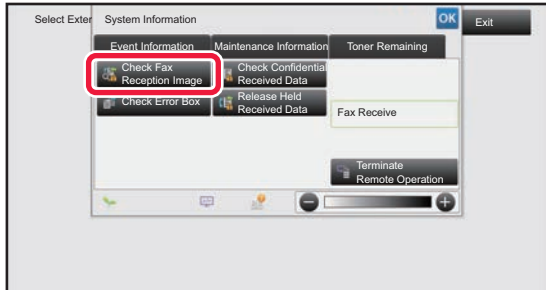 Select Exter
System Information
OK
Exit
Event Information
Maintenance Information
Toner Remaining
Check Fax
Reception Image
Check Confidential
Received Data
Check Error Box
Release Held
Received Data
Fax Receive
Terminate
Remote Operation